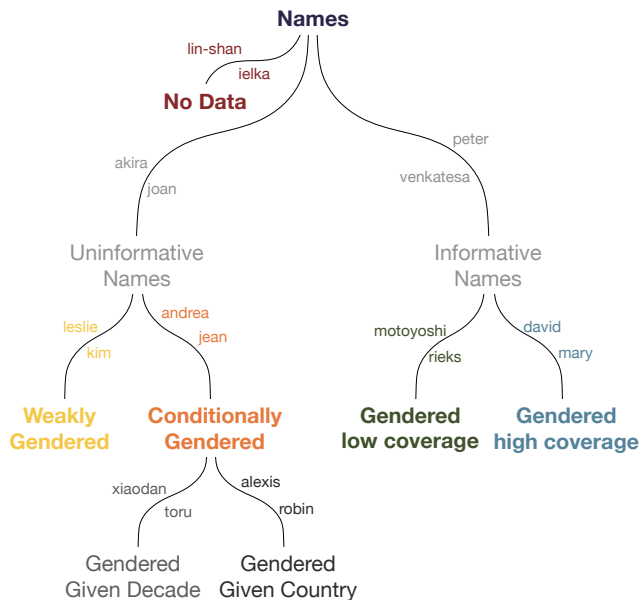 Names
lin-shan
ielka
No Data
peter
akira
venkatesa
joan
Uninformative
Names
Informative
Names
andrea
leslie
jean
kim
motoyoshi
david
rieks
mary
Weakly
Gendered
Conditionally
Gendered
Gendered
low coverage
Gendered
high coverage
xiaodan
alexis
toru
robin
Gendered
Given Decade
Gendered
Given Country